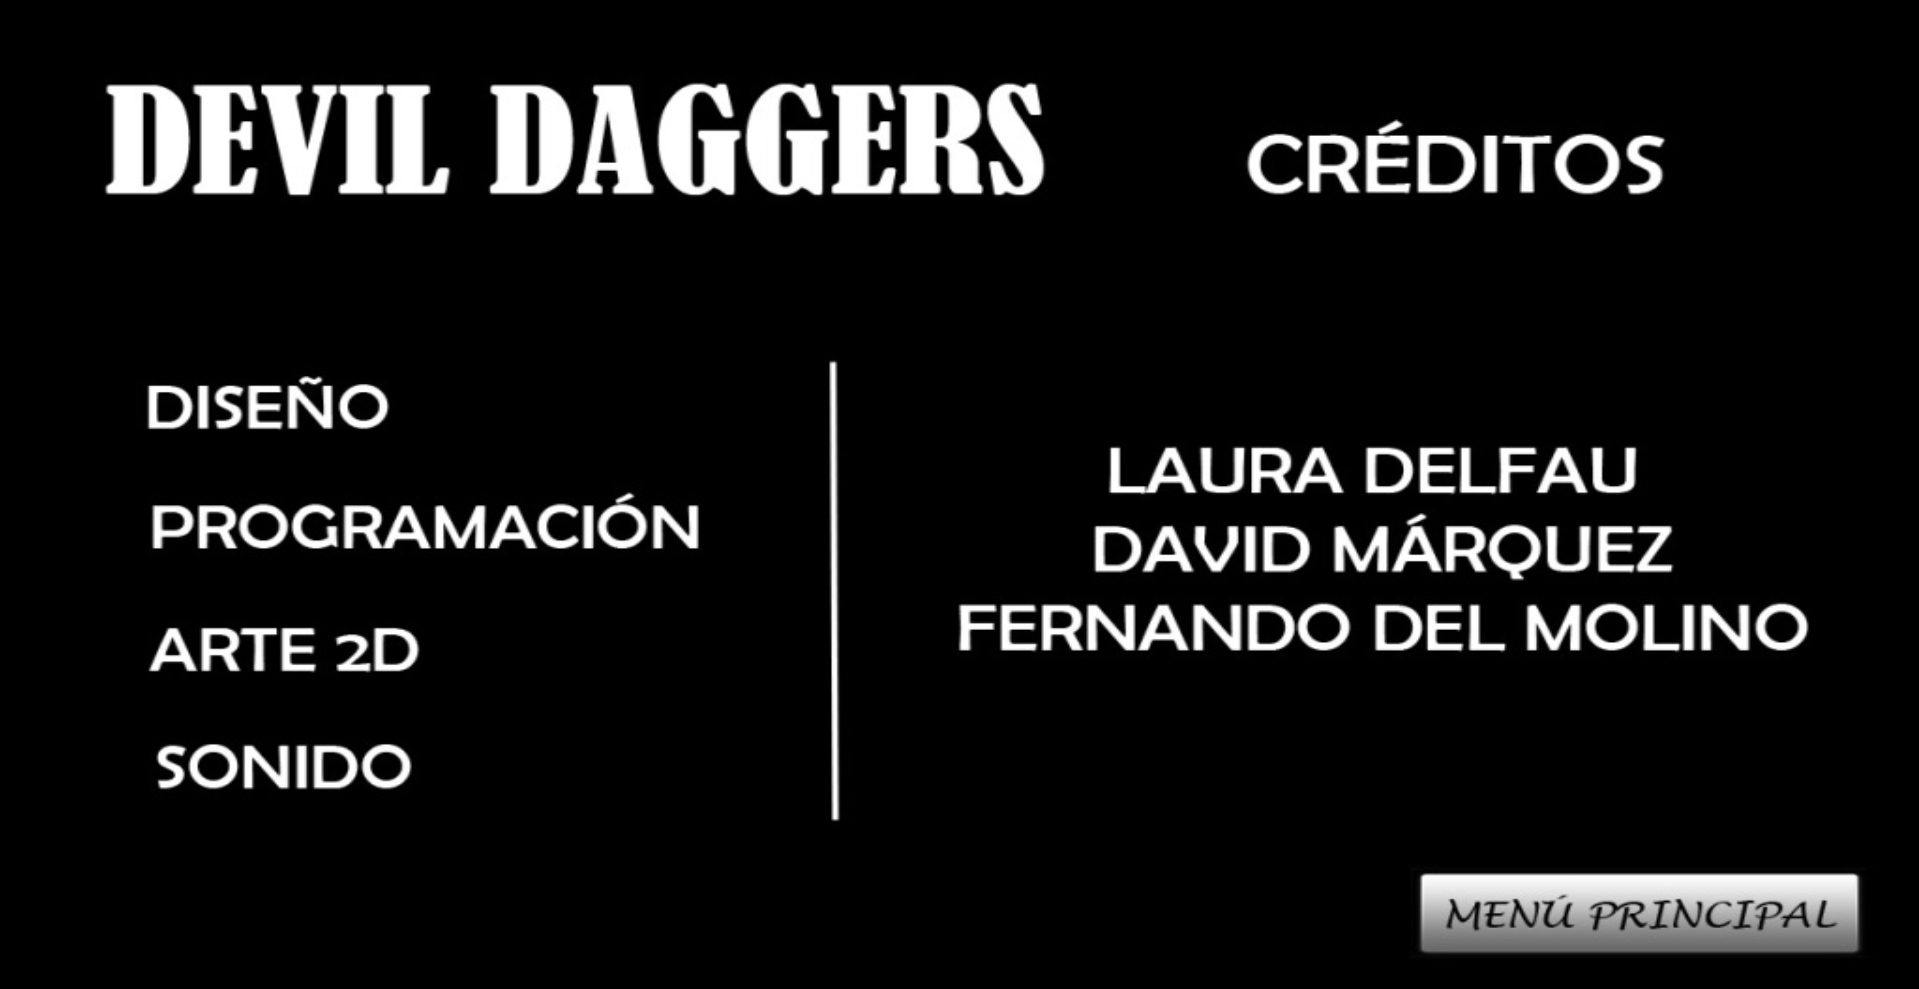 DEVIL DAGGERS
CRÉDITOS
DISEÑO
PROGRAMACIÓN
ARTE 2D
SONIDO
LAURA DELFAU
DAVID MÁRQUEZ
FERNANDO DEL MOLINO
MENÚ PRINCIPAL